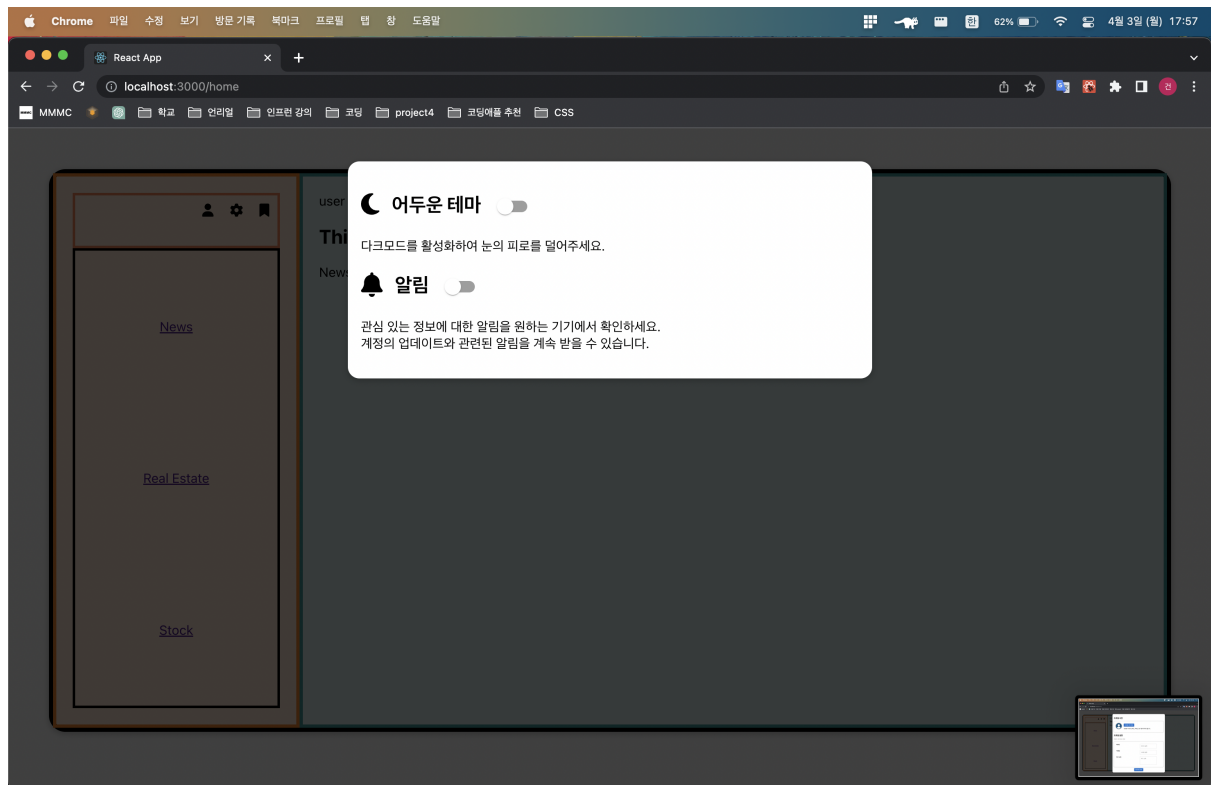 Chrome 파일 수정 보기 방문 기록 북마크 프로필 탭 창 도움말 한 62% 4월 3일 (월) 17:57
React App
localhost:3000/home 건
MMMC 학교 언리얼 인프런 강의 코딩 project4 코딩애플 추천 CSS
user
어두운 테마
Thi
다크모드를 활성화하여 눈의 피로를 덜어주세요.
News
알림
관심 있는 정보에 대한 알림을 원하는 기기에서 확인하세요.
계정의 업데이트와 관련된 알림을 계속 받을 수 있습니다.
News
Real Estate
Stock